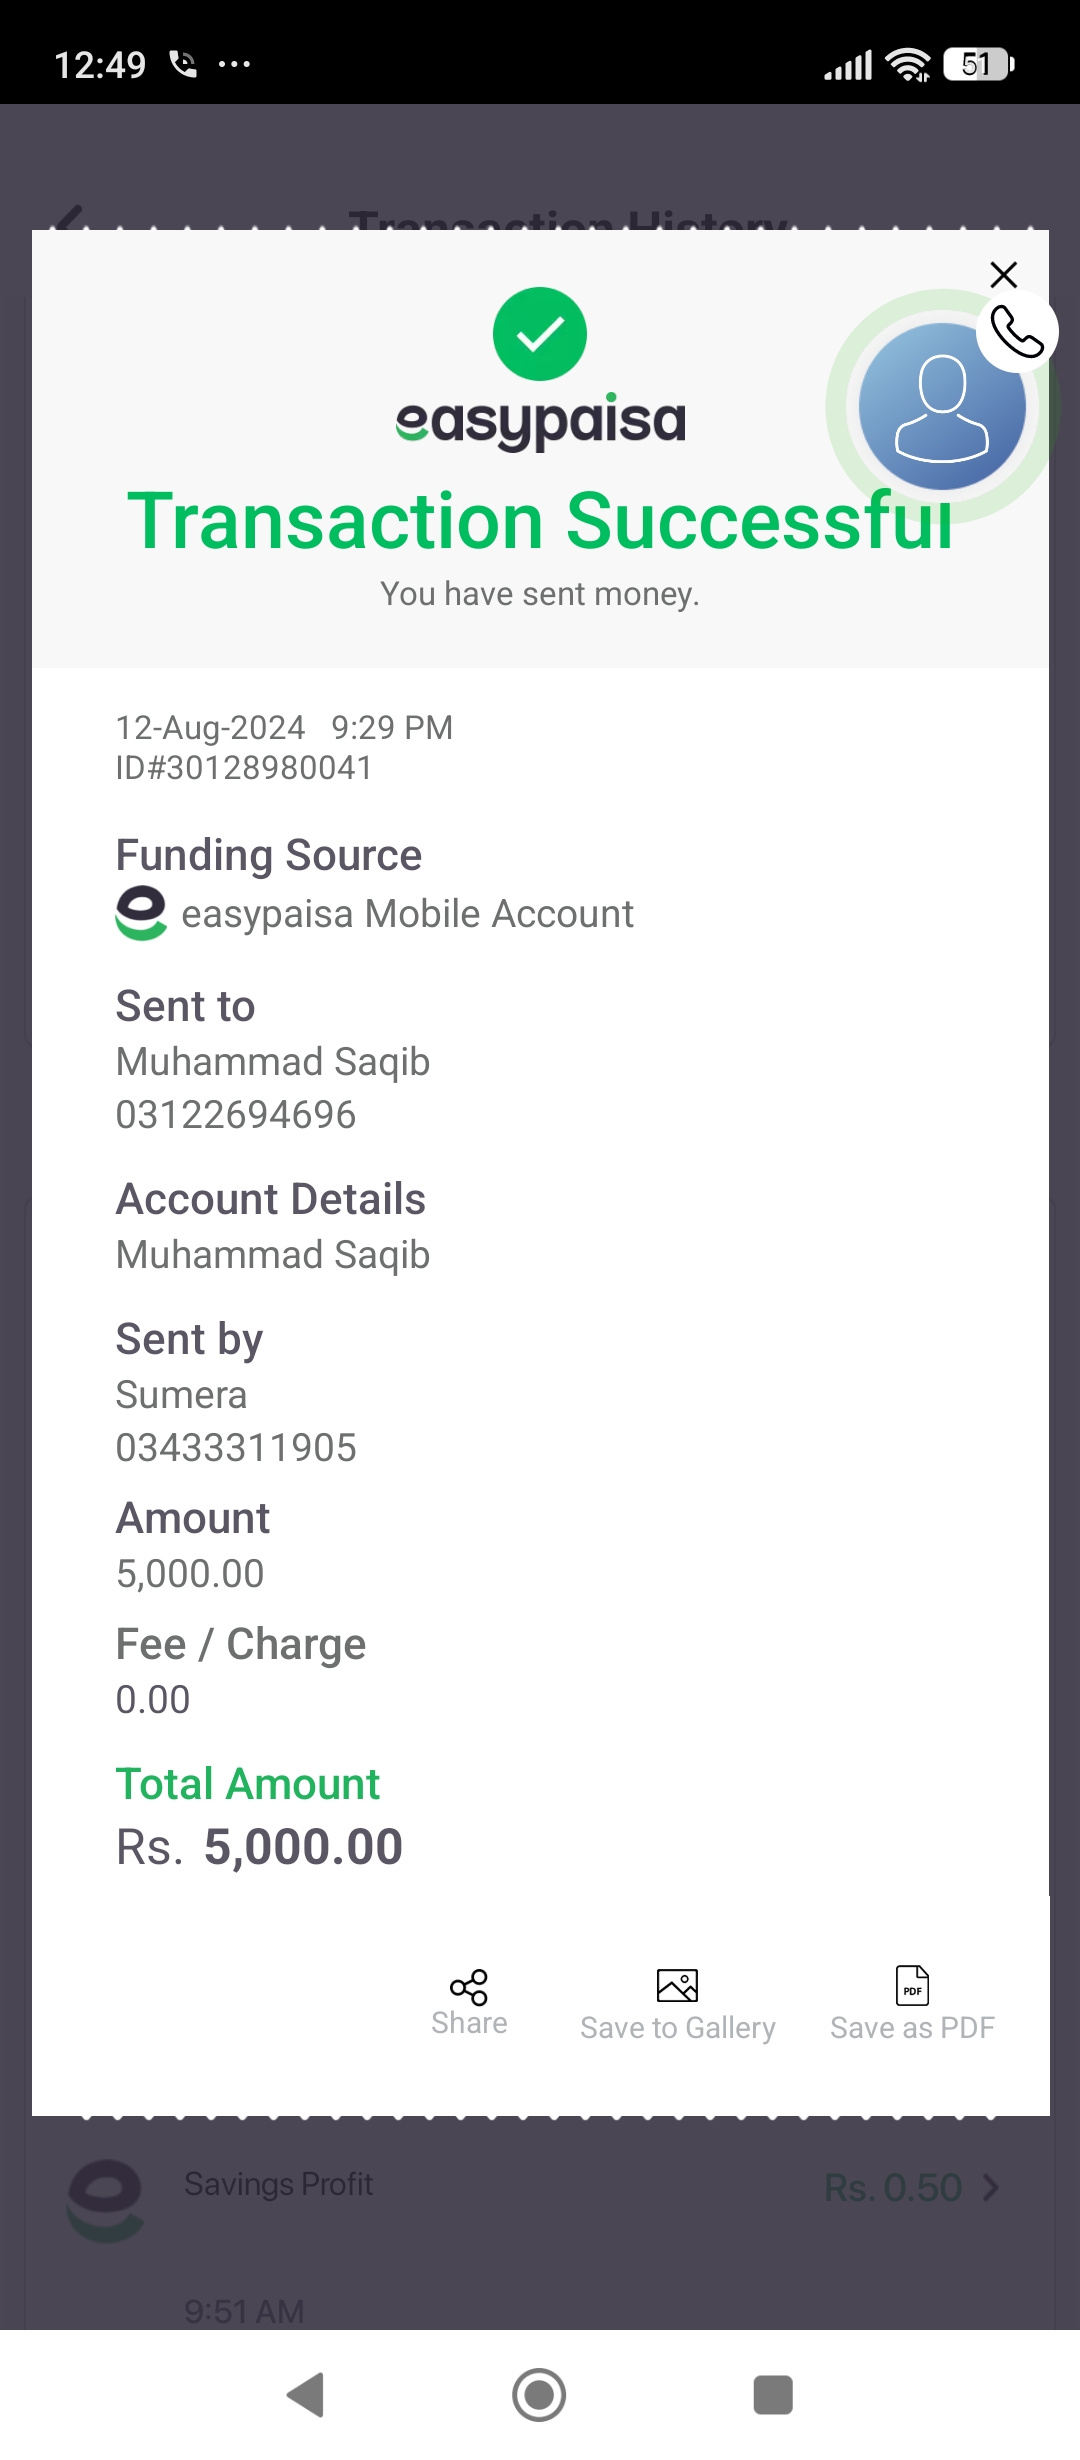 12:49
51
Transaction History
easypaisa
Transaction Successful
You have sent money.
12-Aug-2024 9:29 PM
ID#30128980041
Funding Source
easypaisa Mobile Account
Sent to
Muhammad Saqib
03122694696
Account Details
Muhammad Saqib
Sent by
Sumera
03433311905
Amount
5,000.00
Fee / Charge
0.00
Total Amount
Rs. 5,000.00
Share
Save to Gallery
PDF
Save as PDF
Savings Profit
Rs. 0.50
9:51 AM